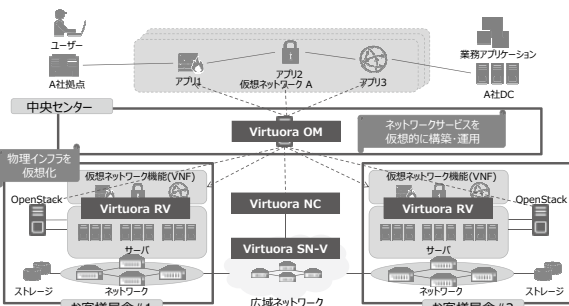 ユーザー
A社拠点
アプリ1
アプリ2
仮想ネットワーク A
アプリ3
業務アプリケーション
A社DC
中央センター
Virtuora OM
ネットワークサービスを
仮想的に構築・運用
物理インフラを
仮想化
仮想ネットワーク機能(VNF)
OpenStack
Virtuora RV
サーバ
ストレージ
ネットワーク
Virtuora NC
Virtuora SN-V
広域ネットワーク
仮想ネットワーク機能(VNF)
OpenStack
Virtuora RV
サーバ
ネットワーク
ストレージ